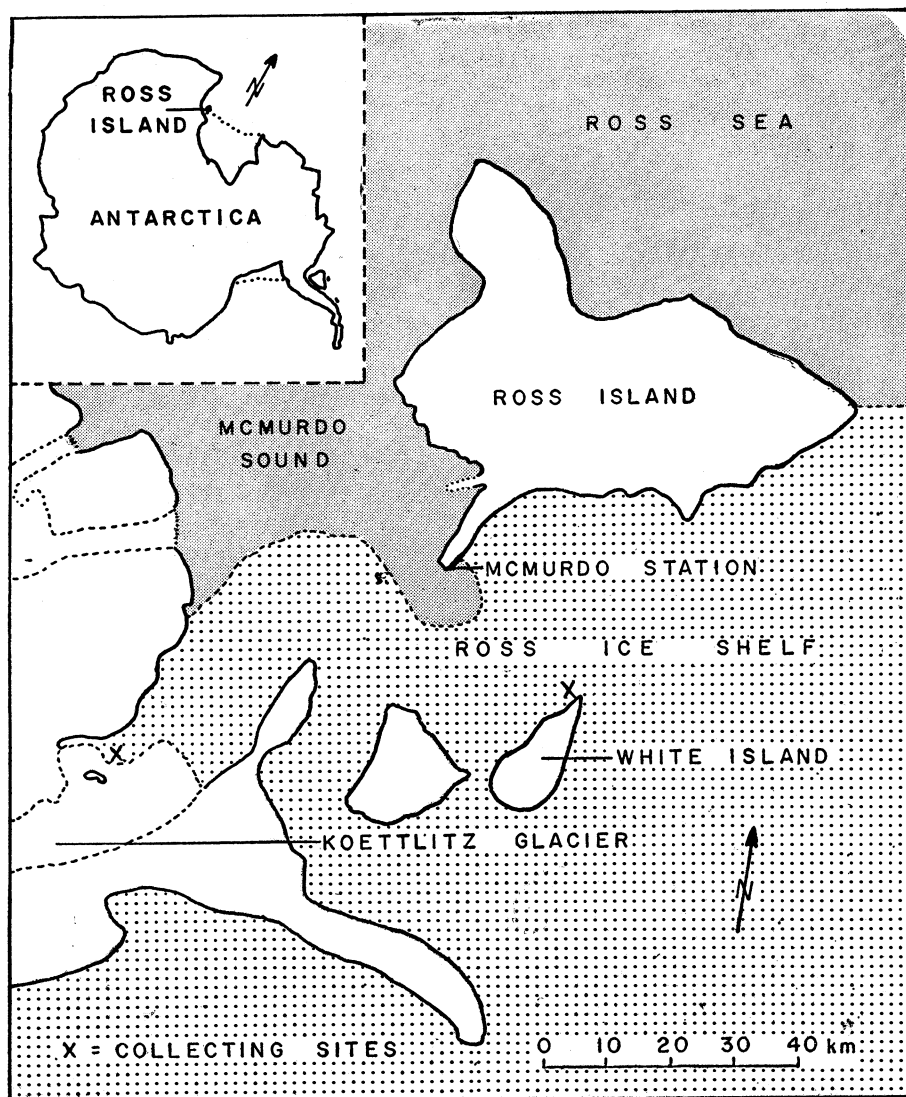 ROSS
ISLAND
N
ANTARCTICA
ROSS SEA
ROSS ISLAND
MCMURDO
SOUND
MCMURDO STATION
ROSS ICE SHELF
X
X
WHITE ISLAND
KOETTLITZ GLACIER
N
X = COLLECTING SITES
0 10 20 30 40 km